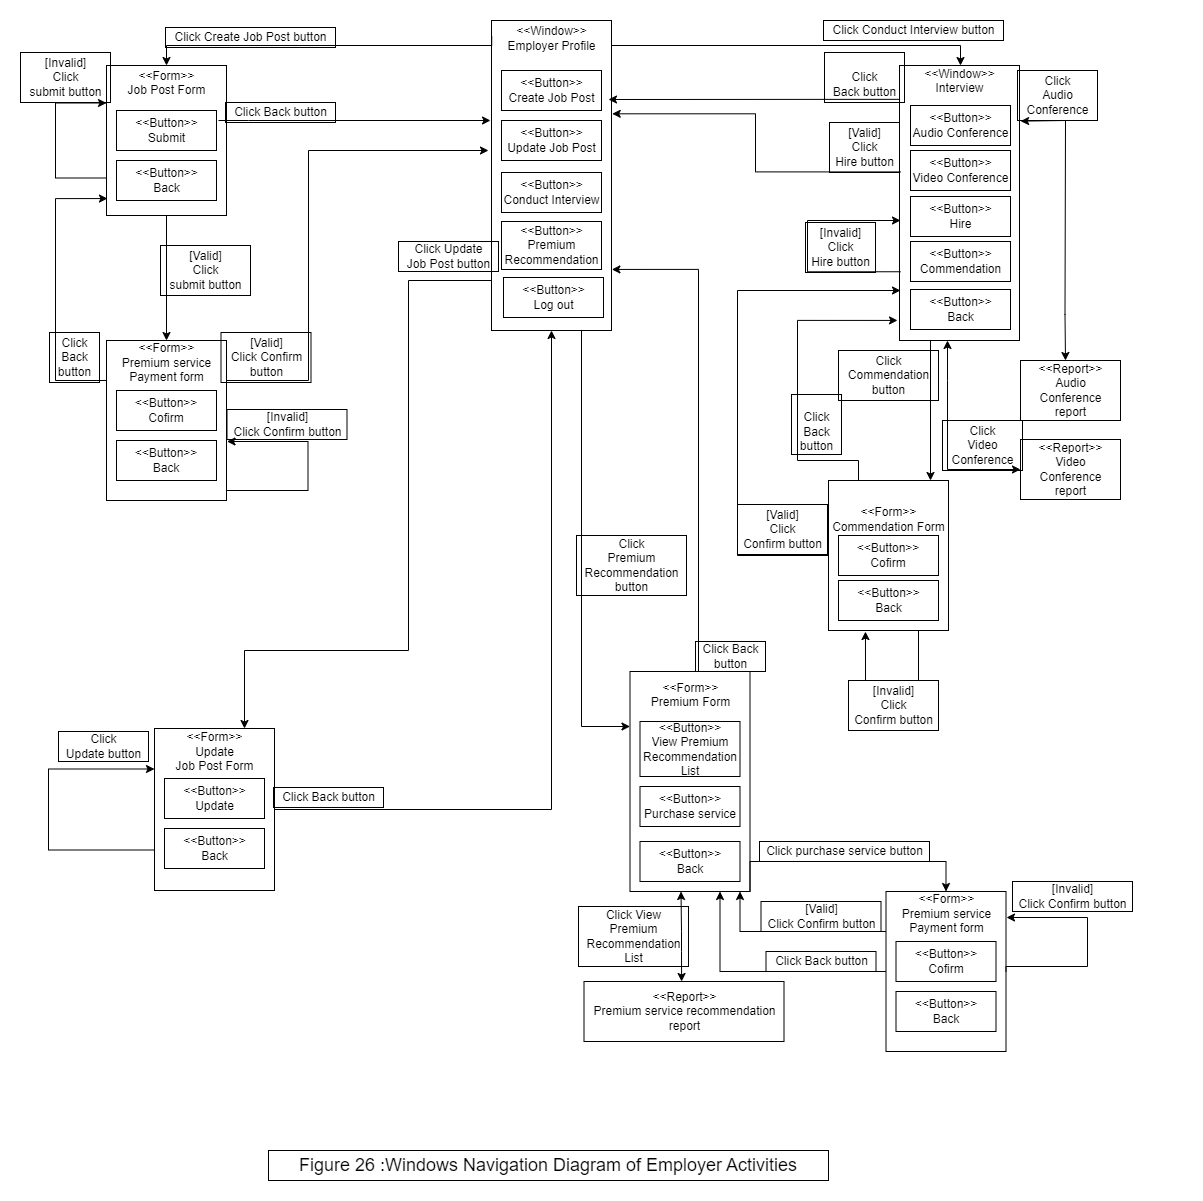 Click Create Job Post button
<<Window>>
Employer Profile
<<Button>>
Create Job Post
<<Button>>
Update Job Post
<<Button>>
Conduct Interview
<<Button>>
Premium
Recommendation
<<Button>>
Log out
Click Conduct Interview button
[Invalid]
Click
submit button
<<Form>>
Job Post Form
<<Button>>
Submit
<<Button>>
Back
Click Back button
Click
Back button
<<Window>>
Interview
<<Button>>
Audio Conference
<<Button>>
Video Conference
<<Button>>
Hire
<<Button>>
Commendation
<<Button>>
Back
Click
Audio
Conference
[Valid]
Click
Hire button
[Invalid]
Click
Hire button
[Valid]
Click
submit button
Click Update
Job Post button
Click
Back
button
<<Form>>
Premium service
Payment form
<<Button>>
Cofirm
<<Button>>
Back
[Valid]
Click Confirm
button
[Invalid]
Click Confirm button
Click
Commendation
button
Click
Back
button
Click
Video
Conference
<<Report>>
Audio
Conference
report
<<Report>>
Video
Conference
report
[Valid]
Click
Confirm button
<<Form>>
Commendation Form
<<Button>>
Cofirm
<<Button>>
Back
[Invalid]
Click
Confirm button
Click
Premium
Recommendation
button
Click Back
button
<<Form>>
Premium Form
<<Button>>
View Premium
Recommendation
List
<<Button>>
Purchase service
<<Button>>
Back
Click
Update button
<<Form>>
Update
Job Post Form
<<Button>>
Update
<<Button>>
Back
Click Back button
Click purchase service button
Click View
Premium
Recommendation
List
[Valid]
Click Confirm button
Click Back button
<<Form>>
Premium service
Payment form
<<Button>>
Cofirm
<<Button>>
Back
[Invalid]
Click Confirm button
<<Report>>
Premium service recommendation
report
Figure 26 :Windows Navigation Diagram of Employer Activities